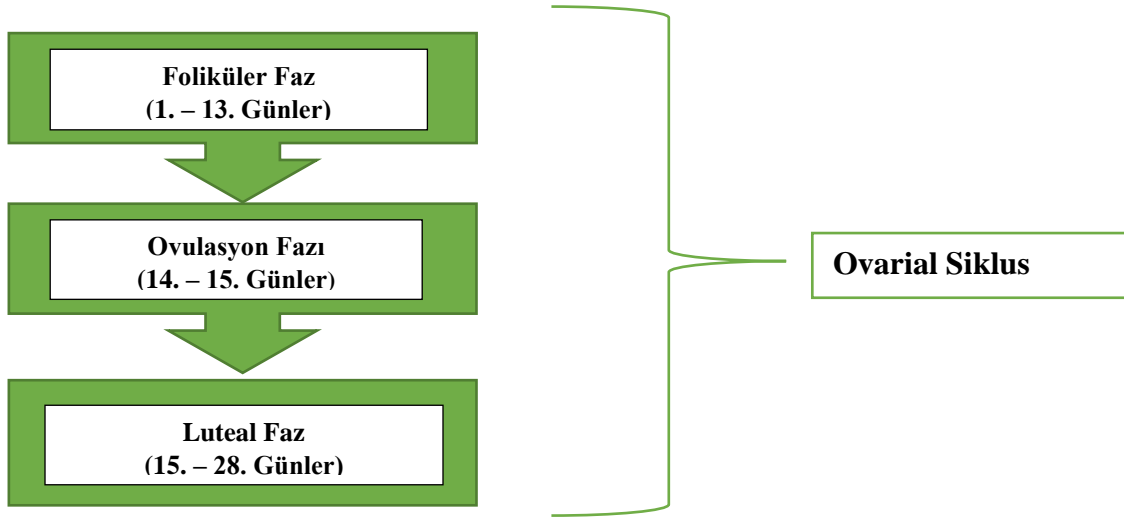 Foliküler Faz
(1. – 13. Günler)
Ovulasyon Fazı
(14. – 15. Günler)
Luteal Faz
(15. – 28. Günler)
Ovarial Siklus